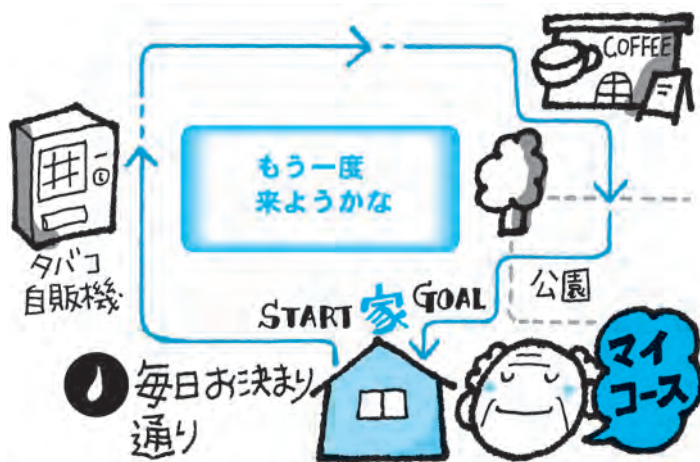 COFFEE
もう一度
来ようかな
タバコ
自販機
公園
START 家 GOAL
毎日お決まり
通り
マイ
コース